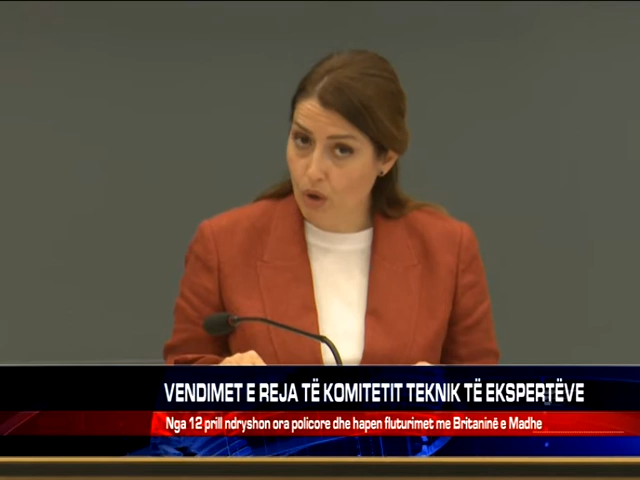 VENDIMET E REJA TË KOMITETIT TEKNIK TË EKSPERTËVE
Nga 12 prill ndryshon ora policore dhe hapen fluturimet me Britaninë e Madhe